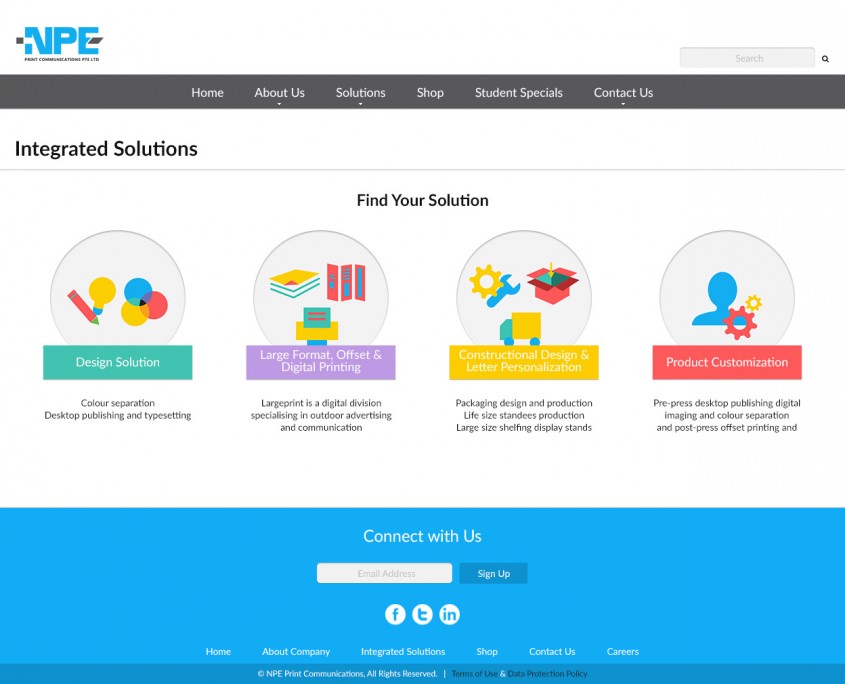 NPE
PRINT COMMUNICATIONS PTE LTD
Search
Home About Us Solutions Shop Student Specials Contact Us
Integrated Solutions
Find Your Solution
Design Solution
Colour separation
Desktop publishing and typesetting
Large Format, Offset &
Digital Printing
Largeprint is a digital division
specialising in outdoor advertising
and communication
Constructional Design &
Letter Personalization
Packaging design and production
Life size standees production
Large size shelfing display stands
Product Customization
Pre-press desktop publishing digital
imaging and colour separation
and post-press offset printing and
Connect with Us
Email Address Sign Up
Home About Company Integrated Solutions Shop Contact Us Careers
© NPE Print Communications, All Rights Reserved. | Terms of Use & Data Protection Policy